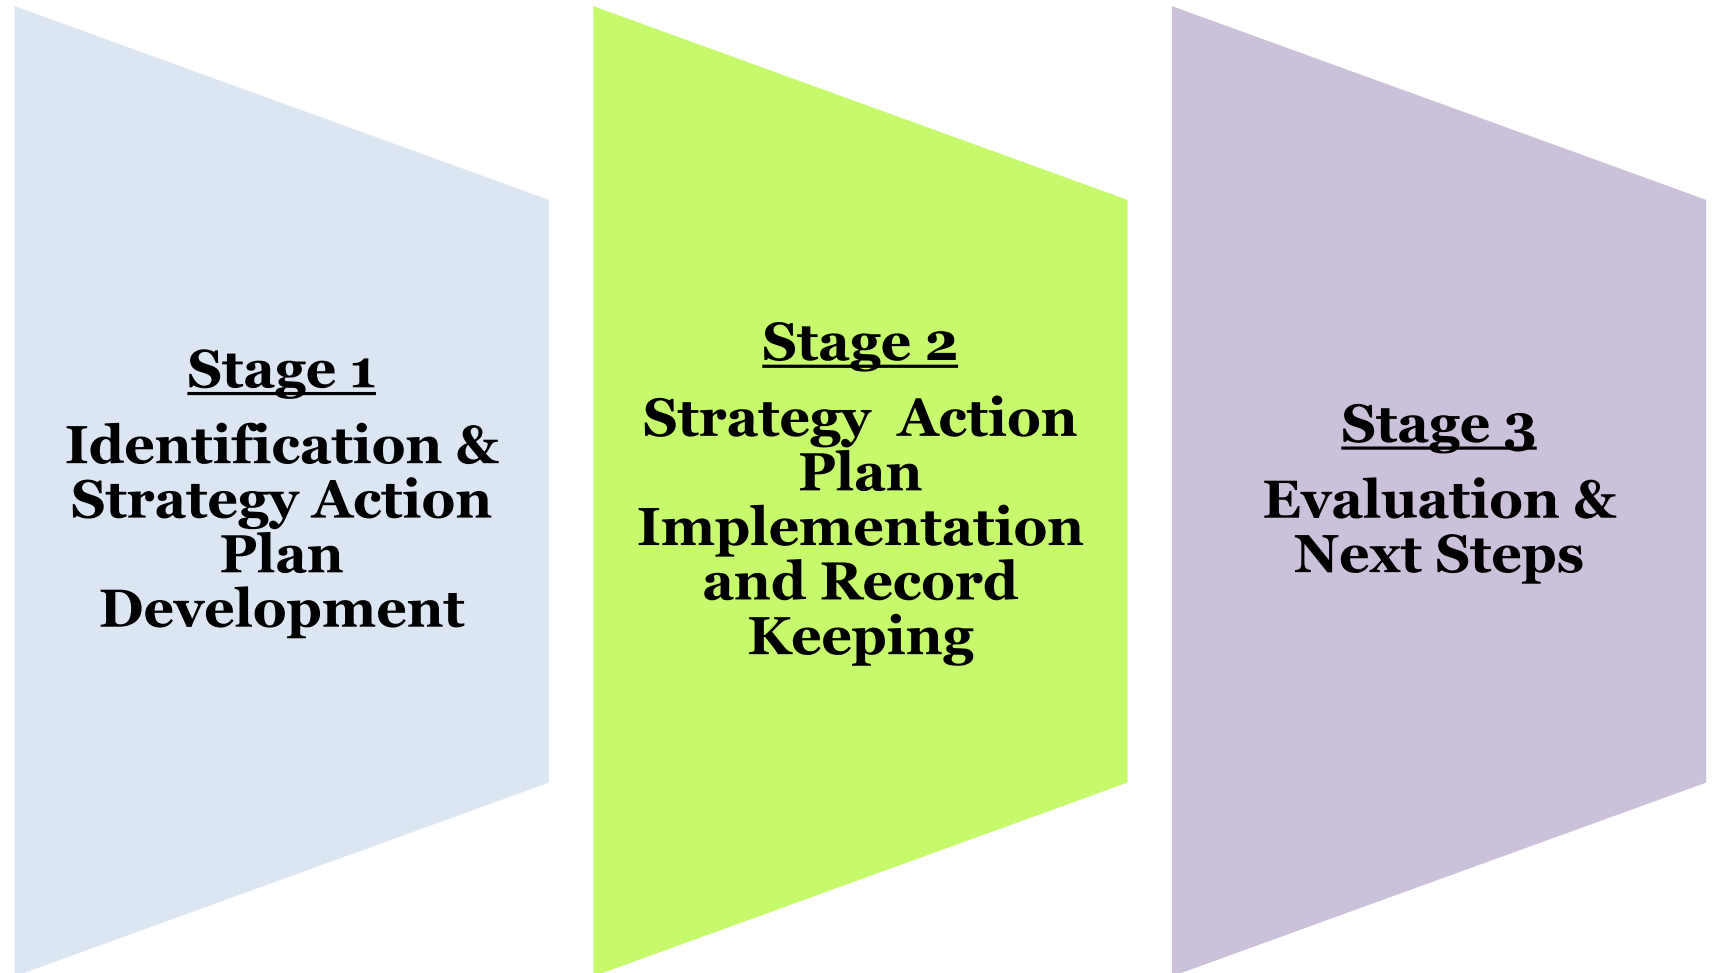 Stage 1
Identification &
Strategy Action
Plan
Development
Stage 2
Strategy  Action
Plan
Implementation
and Record
Keeping
Stage 3
Evaluation &
Next Steps